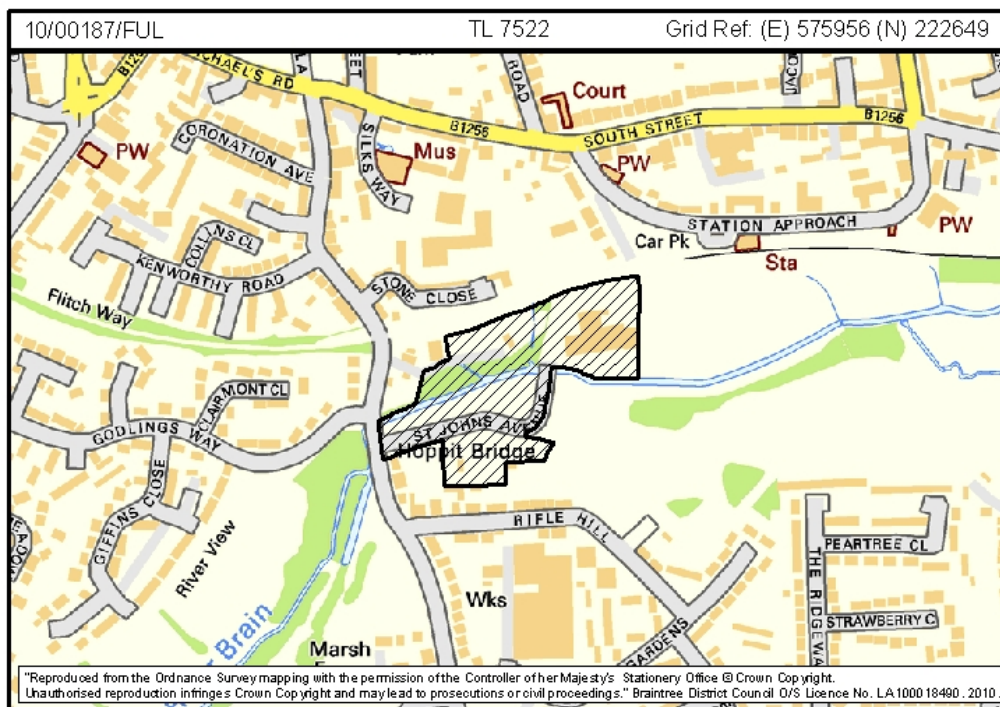 10/00187/FUL TL 7522 Grid Ref: (E) 575956 (N) 222649
ROAD
Court
B1256
SOUTH STREET
B1256
CORONATION AVE
SILKS WAY
PW
Mus
PW
STATION APPROACH
PW
Car Pk
Sta
COLLINS CL
KENWORTHY ROAD
STONE CLOSE
Flitch Way
CLAIRMONT CL
GODLINGS WAY
ST JOHNS AVENUE
Hoppit Bridge
GIFFINS CLOSE
River View
RIFLE HILL
PEARTREE CL
THE RIDGEWA
STRAWBERRY C
Wks
GARDENS
Brain
Marsh
"Reproduced from the Ordnance Survey mapping with the permission of the Controller of her Majesty's Stationery Office © Crown Copyright.
Unauthorised reproduction infringes Crown Copyright and may lead to prosecutions or civil proceedings." Braintree District Council O/S Licence No. LA10001 8490 . 2010 .